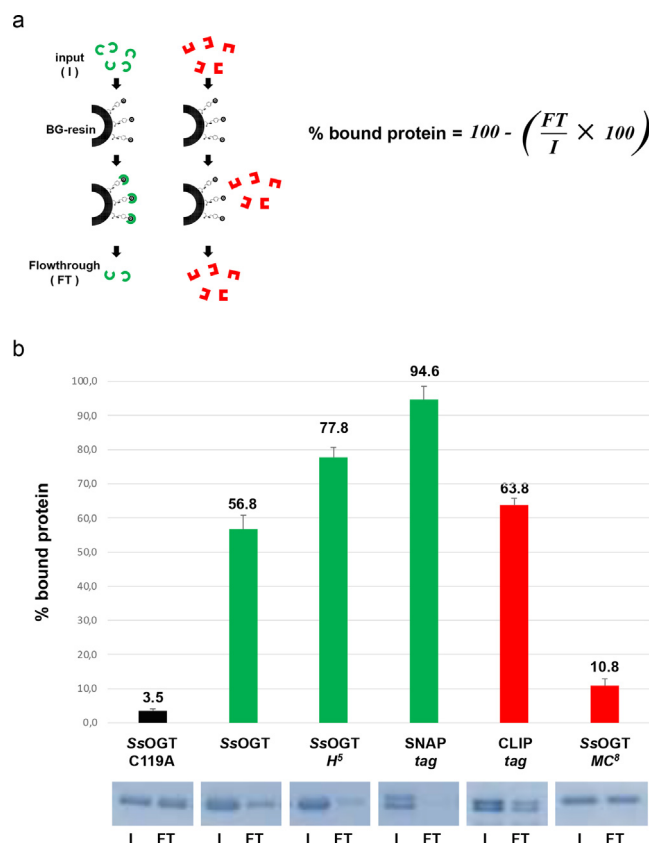 a
input
( I )
BG-resin
Flowthrough
( FT )
% bound protein = 100 - ( FT / I × 100 )
b
94.6
100,0
90,0
77.8
80,0
70,0
63.8
56.8
60,0
50,0
40,0
30,0
20,0
10.8
10,0
3.5
0,0
% bound protein
SsOGT C119A
SsOGT
SsOGT H⁵
SNAP tag
CLIP tag
SsOGT MC⁸
I FT I FT I FT I FT I FT I FT